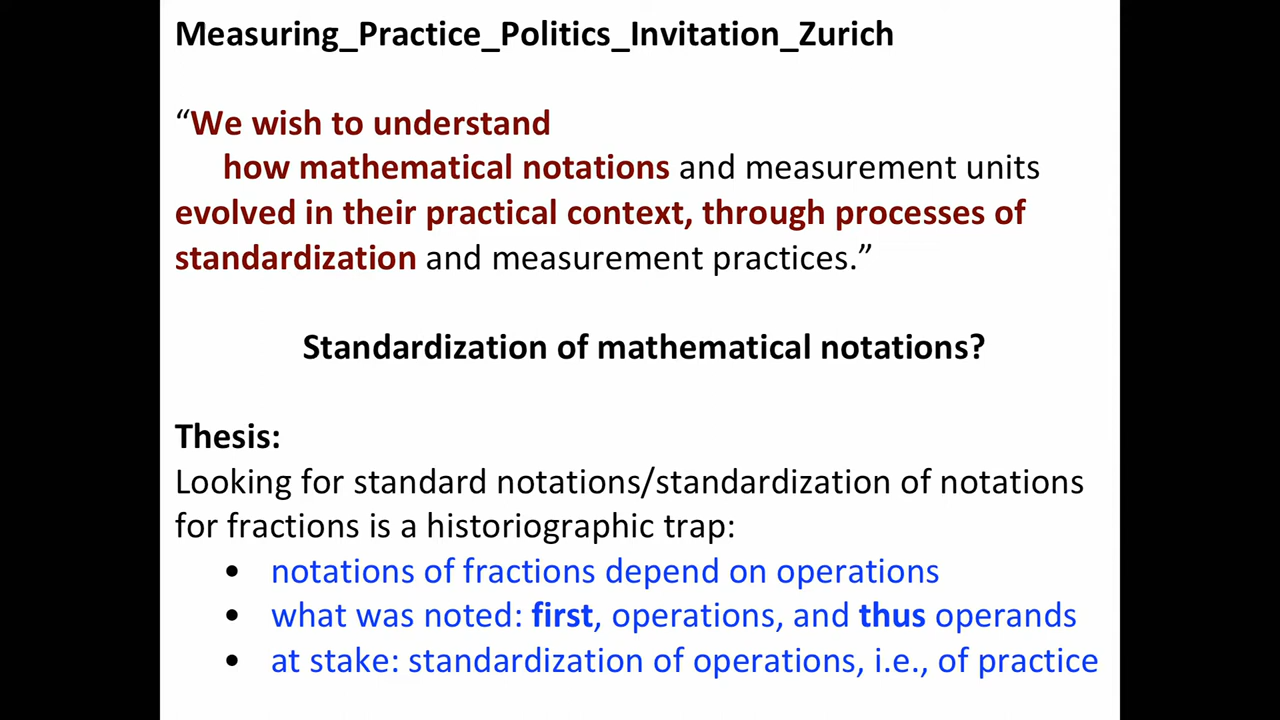 Measuring_Practice_Politics_Invitation_Zurich
“We wish to understand
how mathematical notations and measurement units
evolved in their practical context, through processes of
standardization and measurement practices.”
Standardization of mathematical notations?
Thesis:
Looking for standard notations/standardization of notations
for fractions is a historiographic trap:
• notations of fractions depend on operations
• what was noted: first, operations, and thus operands
• at stake: standardization of operations, i.e., of practice